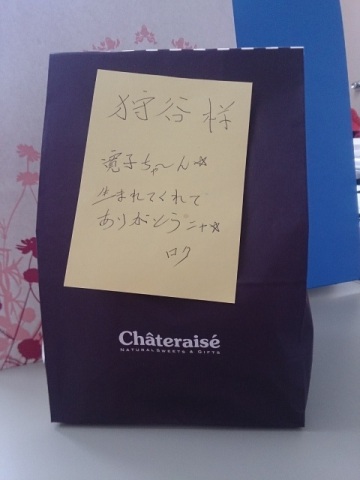 狩谷様
滝子ちゃ〜ん☆
生まれてくれて
ありがとうニャ☆
ロク
Châteraisé
NATURAL SWEETS & GIFTS